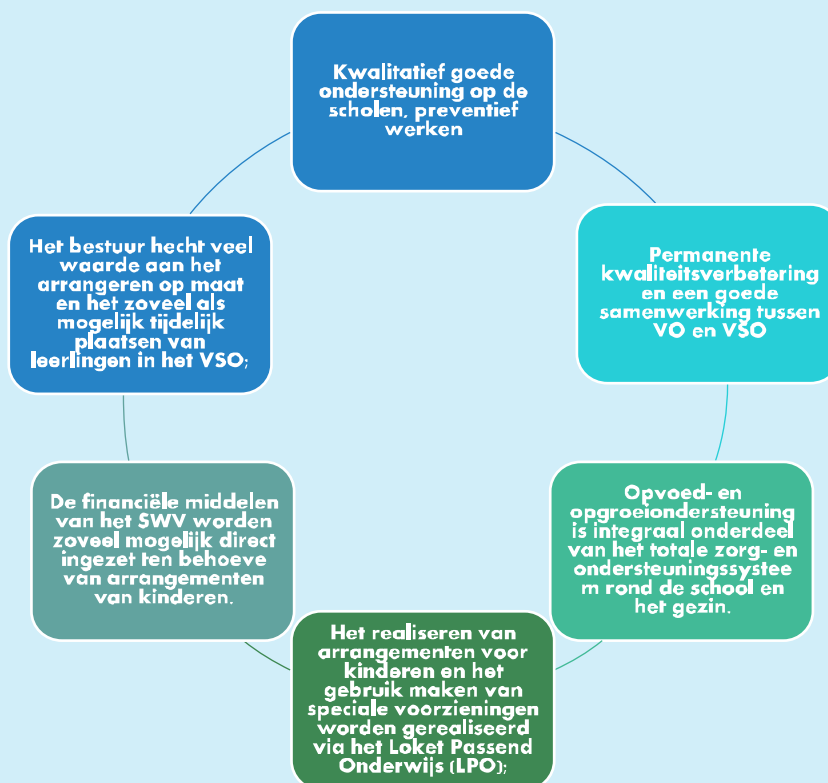 Kwalitatief goede
ondersteuning op de
scholen, preventief
werken
Permanente
kwaliteitsverbetering
en een goede
samenwerking tussen
VO en VSO
Opvoed- en
opgroeiondersteuning
is integraal onderdeel
van het totale zorg- en
ondersteuningssystee
m rond de school en
het gezin.
Het realiseren van
arrangementen voor
kinderen en het
gebruik maken van
speciale voorzieningen
worden gerealiseerd
via het Loket Passend
Onderwijs (LPO);
De financiële middelen
van het SWV worden
zoveel mogelijk direct
ingezet ten behoeve
van arrangementen
van kinderen.
Het bestuur hecht veel
waarde aan het
arrangeren op maat
en het zoveel als
mogelijk tijdelijk
plaatsen van
leerlingen in het VSO;